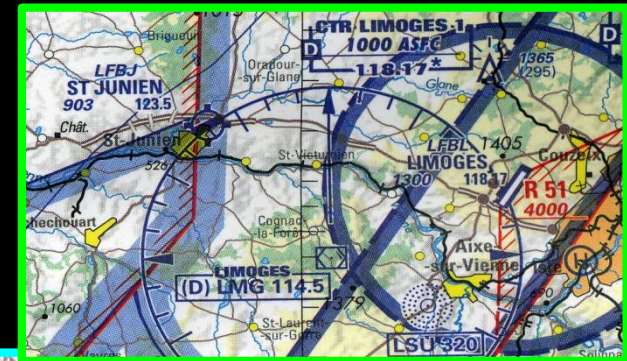 1015
Brigueuil
LFBJ
ST JUNIEN
903
123.5
Chât.
St-Junien
526
Oradour
-sur-Glane
CTR LIMOGES-1
1000 ASFC
118.17*
D
D
Glane
1365
(295)
1405
LFBL
LIMOGES
1300
118.17
Couzeix
R 51
4000
St-Victurnien
Cognac
-la-Forêt
Aixe
-sur-Vienne
Isle
H
LIMOGES
(D) LMG 114.5
1379
1060
St-Laurent
-sur-Gorre
LSU 320